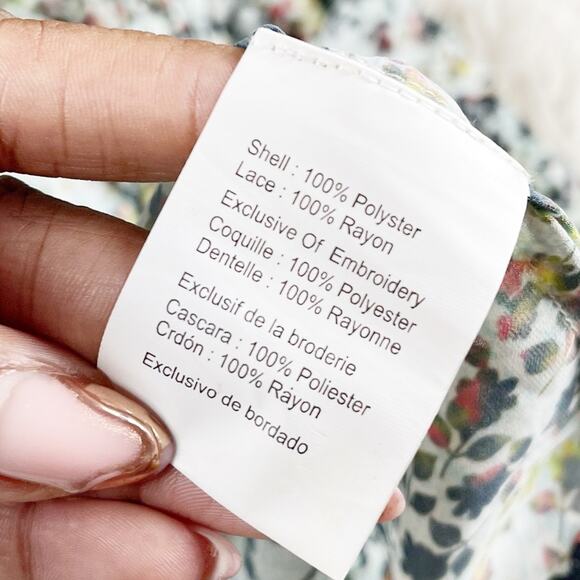 Shell : 100% Polyster
Lace : 100% Rayon
Exclusive Of Embroidery
Coquille : 100% Polyester
Dentelle : 100% Rayonne
Exclusif de la broderie
Cascara : 100% Poliester
Crdón : 100% Rayon
Exclusivo de bordado